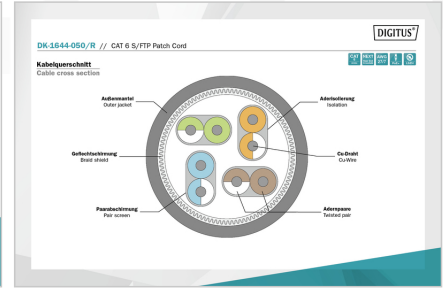 DIGITUS®
DK-1644-050/R // CAT 6 S/FTP Patch Cord
Kabelquerschnitt
Cable cross section
Außenmantel
Outer jacket
Aderisolierung
Isolation
Geflechtschirmung
Braid shield
Cu-Draht
Cu-Wire
Paarabschirmung
Pair screen
Aderpaare
Twisted pair